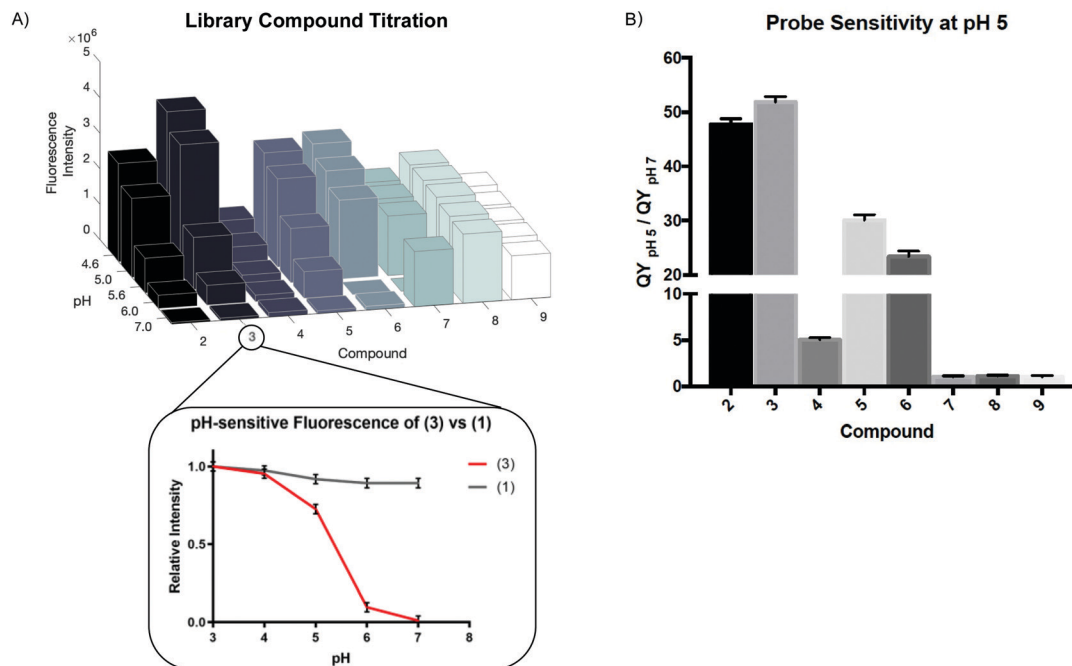 A)
Library Compound Titration
×10⁶
5
4
3
2
1
0
Fluorescence
Intensity
4.6
5.0
5.6
6.0
7.0
pH
2
3
4
5
6
7
8
9
Compound
pH-sensitive Fluorescence of (3) vs (1)
(3)
(1)
1.0
0.5
0.0
Relative Intensity
3 4 5 6 7 8
pH
B)
Probe Sensitivity at pH 5
60
50
40
30
20
10
5
0
QY pH 5 / QY pH 7
2 3 4 5 6 7 8 9
Compound